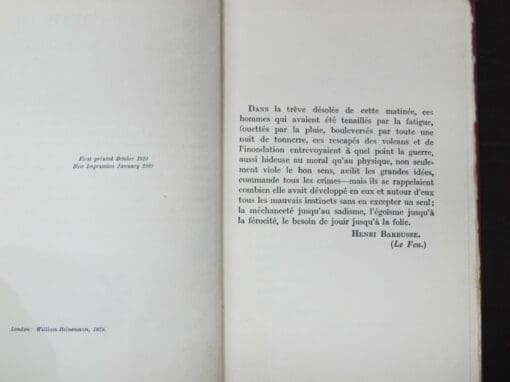 First printed October
New Impression January
London: William Heinemann,
DANS la trêve désolée de cette matinée, ces
hommes qui avaient été tenaillés par la fatigue,
fouettés par la pluie, bouleversés par toute une
nuit de tonnerre, ces rescapés des volcans et de
l'inondation entrevoyaient à quel point la guerre,
aussi hideuse au moral qu'au physique, non seule-
ment viole le bon sens, avilit les grandes idées,
commande tous les crimes—mais ils se rappelaient
combien elle avait développé en eux et autour d'eux
tous les mauvais instincts sans en excepter un seul;
la méchanceté jusqu'au sadisme, l'égoïsme jusqu'à
la férocité, le besoin de jouir jusqu'à la folie.
HENRI BARBUSSE.
(Le Feu.)